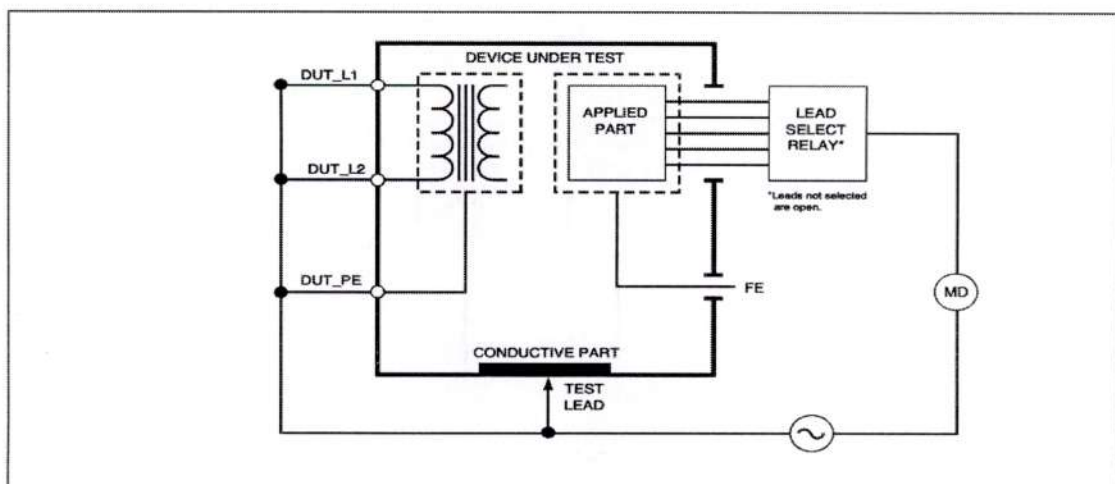 DEVICE UNDER TEST
DUT_L1
APPLIED
PART
LEAD
SELECT
RELAY*
DUT_L2
*Leads not selected
are open.
DUT_PE
FE
MD
CONDUCTIVE PART
TEST
LEAD